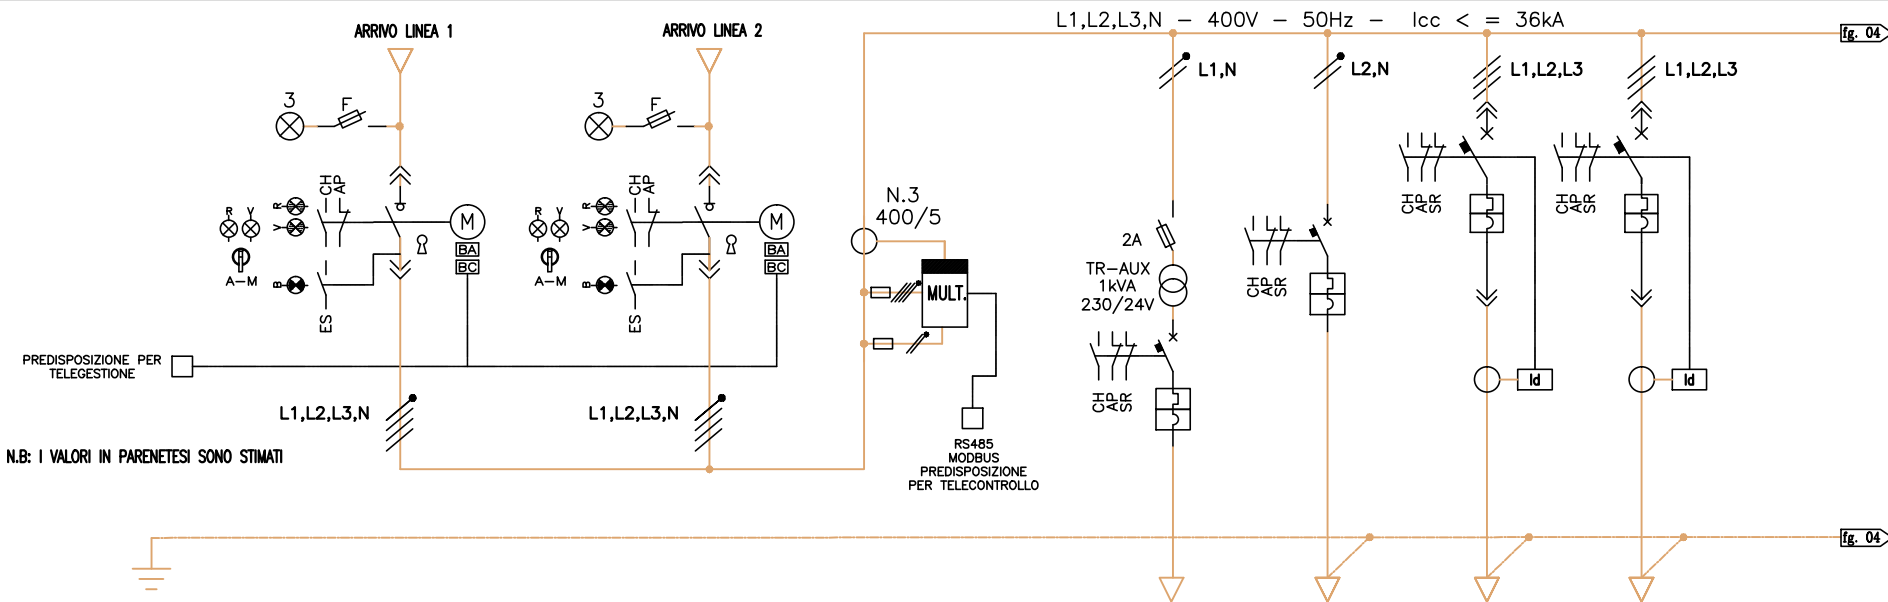 ARRIVO LINEA 1
ARRIVO LINEA 2
L1,L2,L3,N - 400V - 50Hz - Icc < = 36kA
fg. 04
L1,N
L2,N
L1,L2,L3
L1,L2,L3
3
F
3
F
CH
AP
R
V
R
V
M
BA
BC
A-M
B
ES
CH
AP
R
V
R
V
M
BA
BC
A-M
B
ES
N.3
400/5
MULT.
2A
TR-AUX
1kVA
230/24V
CH
AP
SR
CH
AP
SR
CH
AP
SR
CH
AP
SR
Id
Id
PREDISPOSIZIONE PER
TELEGESTIONE
L1,L2,L3,N
L1,L2,L3,N
RS485
MODBUS
PREDISPOSIZIONE
PER TELECONTROLLO
N.B: I VALORI IN PARENETESI SONO STIMATI
fg. 04